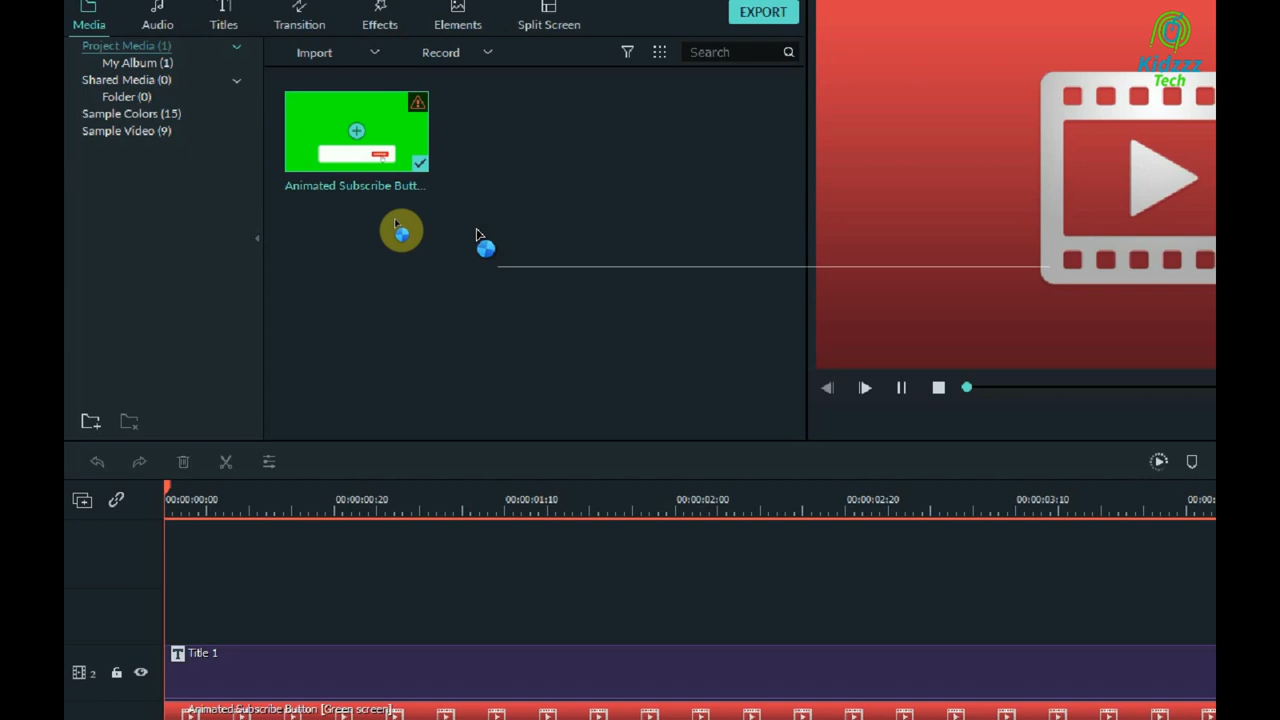 Media Audio Titles Transition Effects Elements Split Screen EXPORT
Kidzzz
Tech
Project Media (1)
My Album (1)
Shared Media (0)
Folder (0)
Sample Colors (15)
Sample Video (9)
Import Record Search
Animated Subscribe Butt...
00:00:00:00 00:00:00:20 00:00:01:10 00:00:02:00 00:00:02:20 00:00:03:10 00:00:
T Title 1
2
Animated Subscribe Button [Green screen]